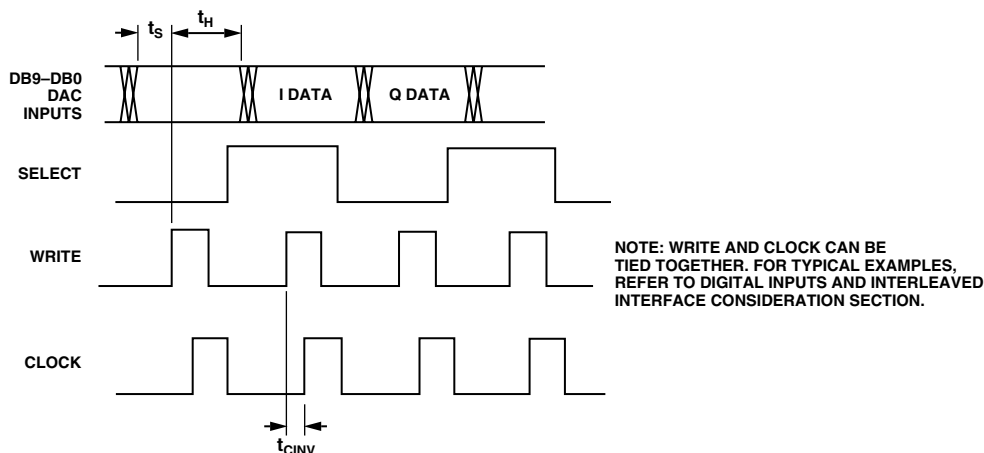 tS
tH
DB9–DB0
DAC
INPUTS
I DATA
Q DATA
SELECT
WRITE
NOTE: WRITE AND CLOCK CAN BE
TIED TOGETHER. FOR TYPICAL EXAMPLES,
REFER TO DIGITAL INPUTS AND INTERLEAVED
INTERFACE CONSIDERATION SECTION.
CLOCK
tCINV